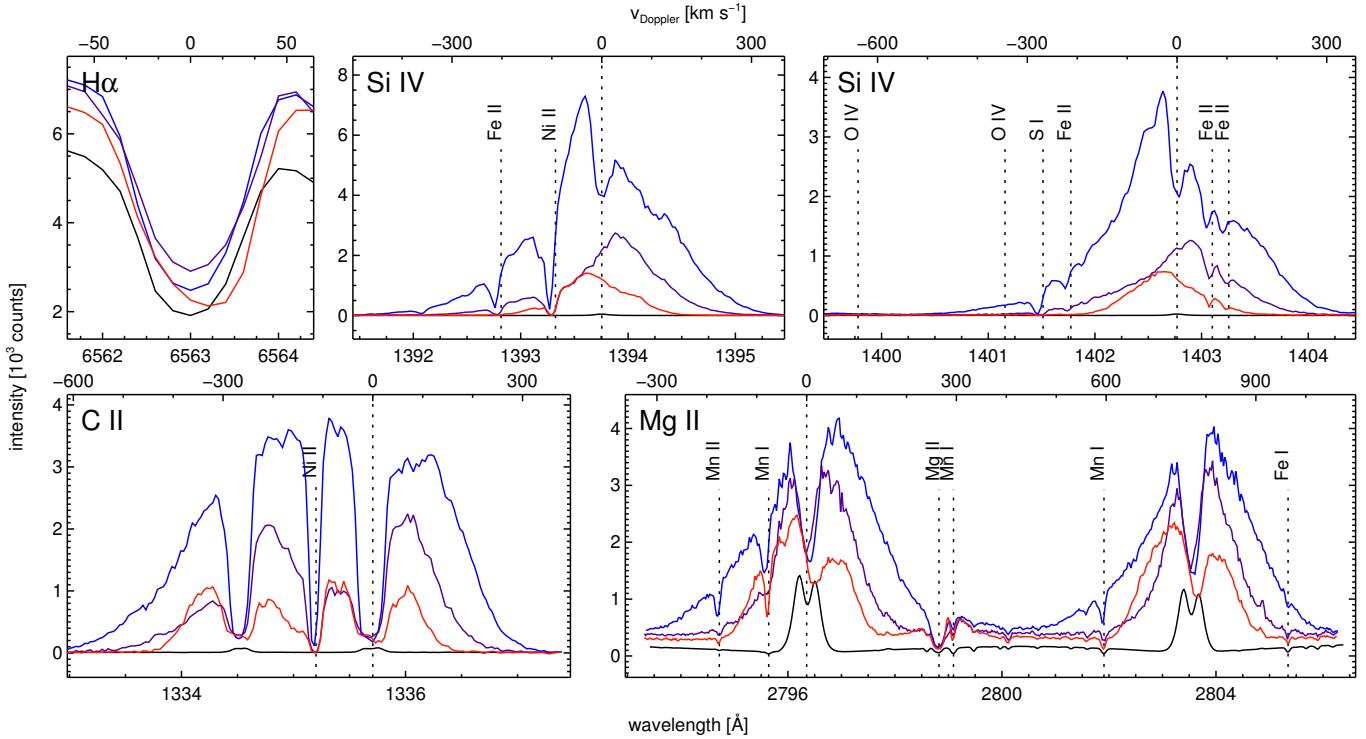 v_Doppler [km s⁻¹]
−50 0 50
−300 0 300
−600 −300 0 300
Hα
Si IV
Si IV
Fe II
Ni II
O IV
O IV
S I
Fe II
Fe II
Fe II
2
4
6
0
2
4
6
8
0
1
2
3
4
6562 6563 6564
1392 1393 1394 1395
1400 1401 1402 1403 1404
intensity [10³ counts]
−600 −300 0 300
−300 0 300 600 900
C II
Mg II
Ni II
Mn II
Mn I
Mg II
Mn I
Mn I
Fe I
0
1
2
3
4
0
1
2
3
4
1334 1336
2796 2800 2804
wavelength [Å]